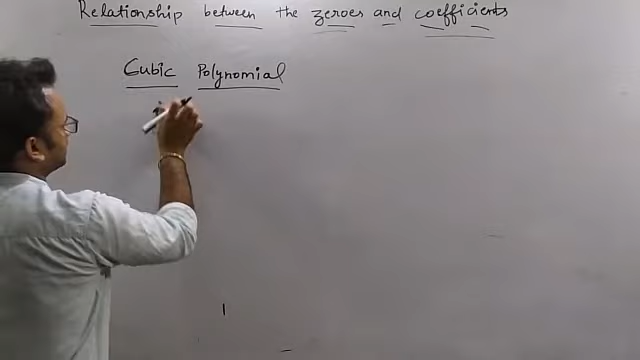 Relationship between the zeroes and coefficients
Cubic Polynomial